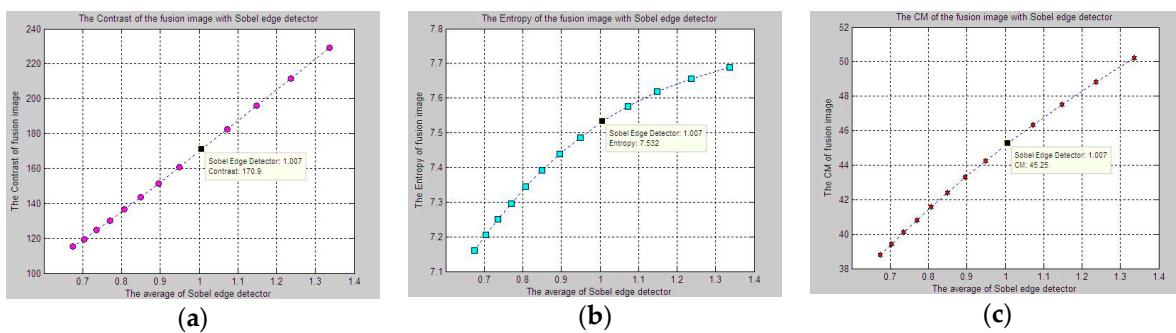 The Contrast of the fusion image with Sobel edge detector
The Contrast of fusion image
240
220
200
180
160
140
120
100
Sobel Edge Detector: 1.007
Contrast: 170.9
0.7 0.8 0.9 1 1.1 1.2 1.3 1.4
The average of Sobel edge detector
(a)
The Entropy of the fusion image with Sobel edge detector
The Entropy of fusion image
7.8
7.7
7.6
7.5
7.4
7.3
7.2
7.1
Sobel Edge Detector: 1.007
Entropy: 7.532
0.7 0.8 0.9 1 1.1 1.2 1.3 1.4
The average of Sobel edge detector
(b)
The CM of the fusion image with Sobel edge detector
The CM of fusion image
52
50
48
46
44
42
40
38
Sobel Edge Detector: 1.007
CM: 45.25
0.7 0.8 0.9 1 1.1 1.2 1.3 1.4
The average of Sobel edge detector
(c)